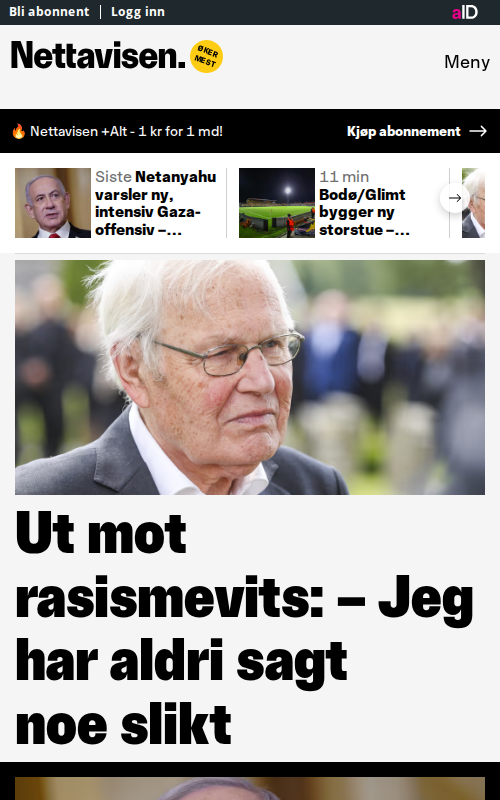 Bli abonnent
Logg inn
aID
Nettavisen.
ØKER
MEST
Meny
🔥 Nettavisen +Alt - 1 kr for 1 md!
Kjøp abonnement →
Siste Netanyahu
varsler ny,
intensiv Gaza-
offensiv –...
11 min
Bodø/Glimt
bygger ny
storstue –...
Ut mot
rasismevits: – Jeg
har aldri sagt
noe slikt